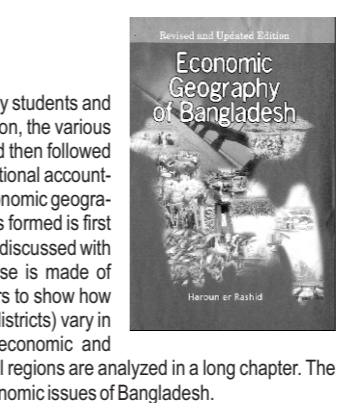 Revised and Updated Edition
Economic
Geography
of Bangladesh
Haroun er Rashid
y students and
on, the various
d then followed
tional account-
onomic geogra-
s formed is first
discussed with
se is made of
rs to show how
districts) vary in
economic and
l regions are analyzed in a long chapter. The
nomic issues of Bangladesh.